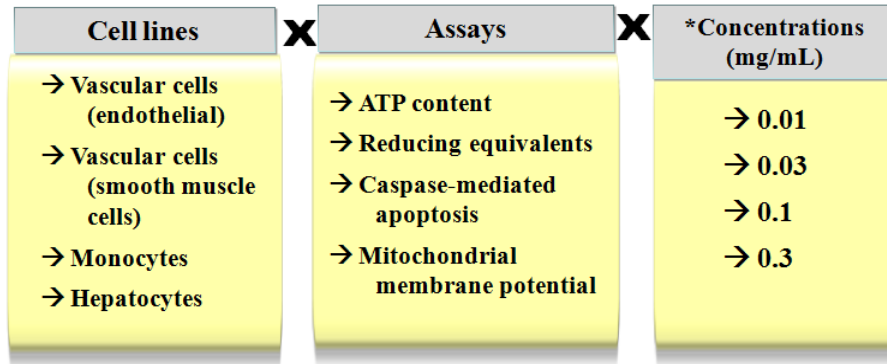 Cell lines
X
Assays
X
*Concentrations
(mg/mL)
→ Vascular cells
(endothelial)
→ Vascular cells
(smooth muscle
cells)
→ Monocytes
→ Hepatocytes
→ ATP content
→ Reducing equivalents
→ Caspase-mediated
apoptosis
→ Mitochondrial
membrane potential
→ 0.01
→ 0.03
→ 0.1
→ 0.3